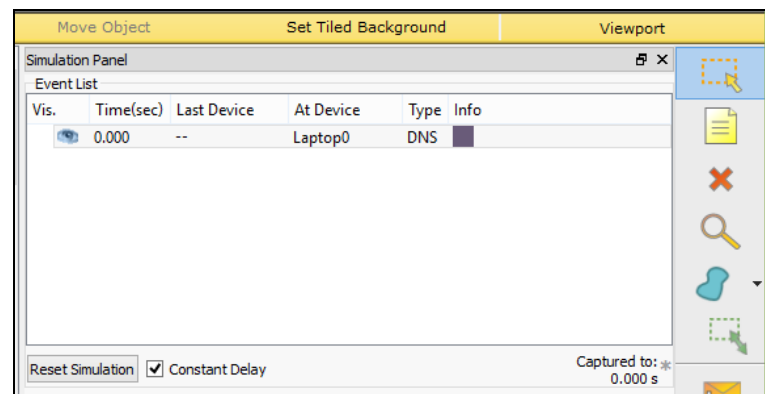 Move Object Set Tiled Background Viewport
Simulation Panel
Event List
Vis. Time(sec) Last Device At Device Type Info
0.000 -- Laptop0 DNS
Reset Simulation Constant Delay Captured to: *
0.000 s